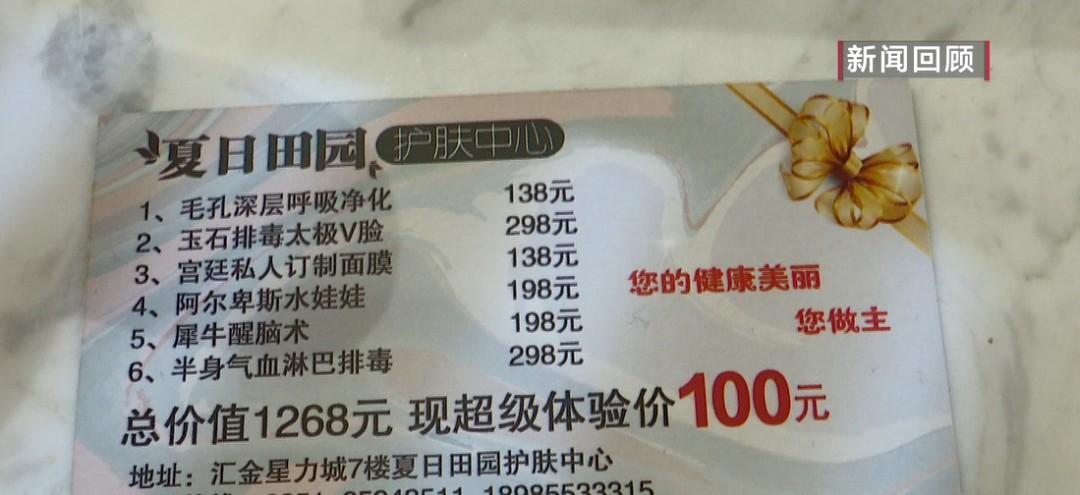 新闻回顾
夏日田园 护肤中心
1、毛孔深层呼吸净化 138元
2、玉石排毒太极V脸 298元
3、宫廷私人订制面膜 138元
4、阿尔卑斯水娃娃 198元
5、犀牛醒脑术 198元
6、半身气血淋巴排毒 298元
您的健康美丽
您做主
总价值1268元 现超级体验价100元
地址：汇金星力城7楼夏日田园护肤中心
18985533315